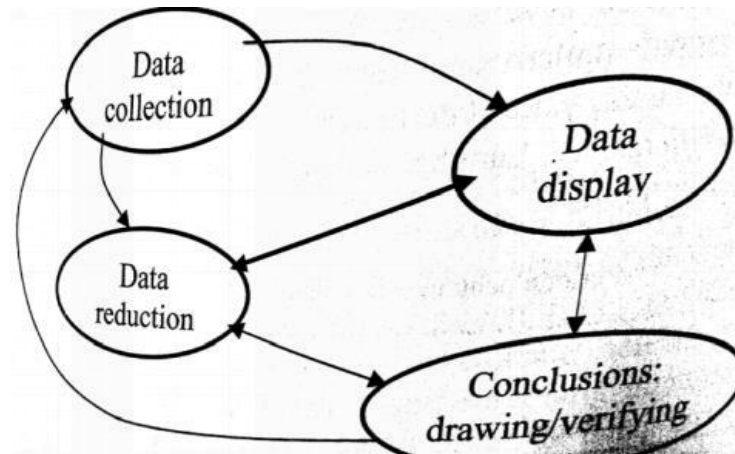 Data
collection
Data
display
Data
reduction
Conclusions:
drawing/verifying